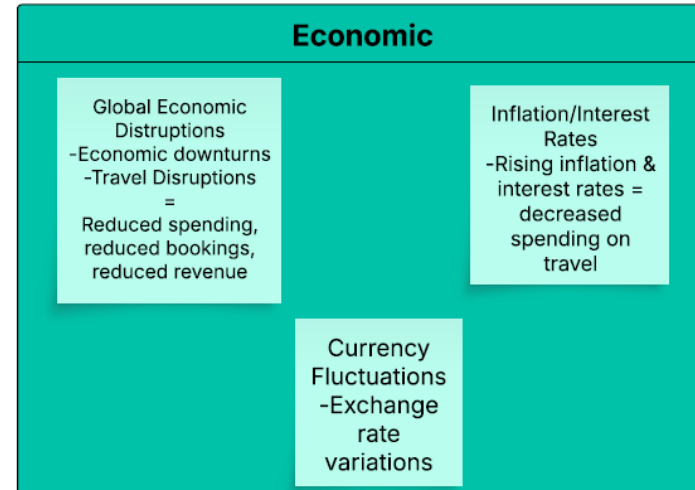 Economic
Global Economic
Distruptions
-Economic downturns
-Travel Disruptions
=
Reduced spending,
reduced bookings,
reduced revenue
Inflation/Interest
Rates
-Rising inflation &
interest rates =
decreased
spending on
travel
Currency
Fluctuations
-Exchange
rate
variations